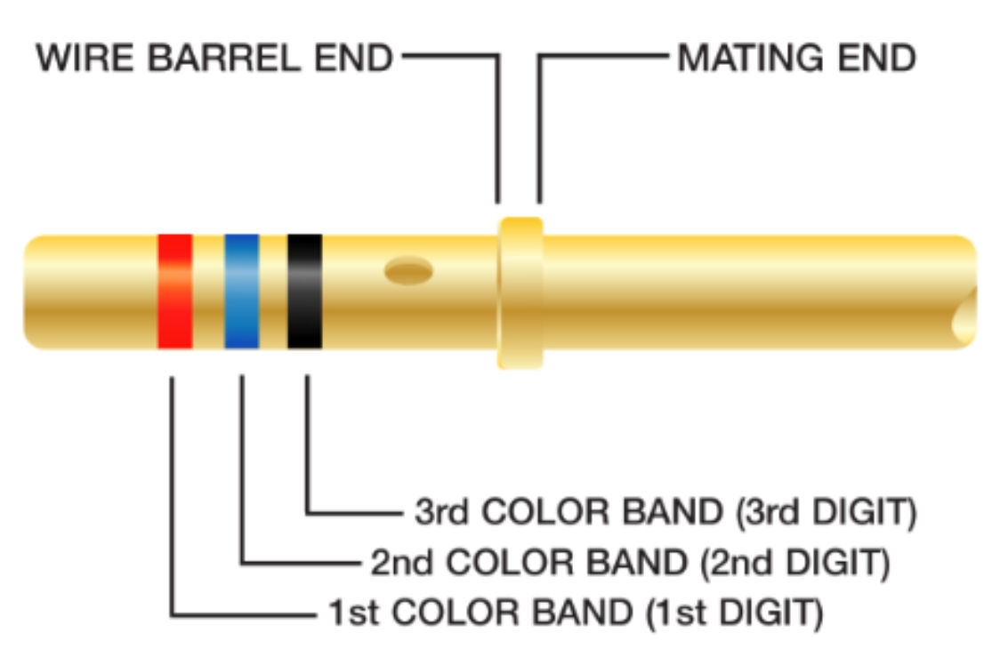 WIRE BARREL END
MATING END
3rd COLOR BAND (3rd DIGIT)
2nd COLOR BAND (2nd DIGIT)
1st COLOR BAND (1st DIGIT)